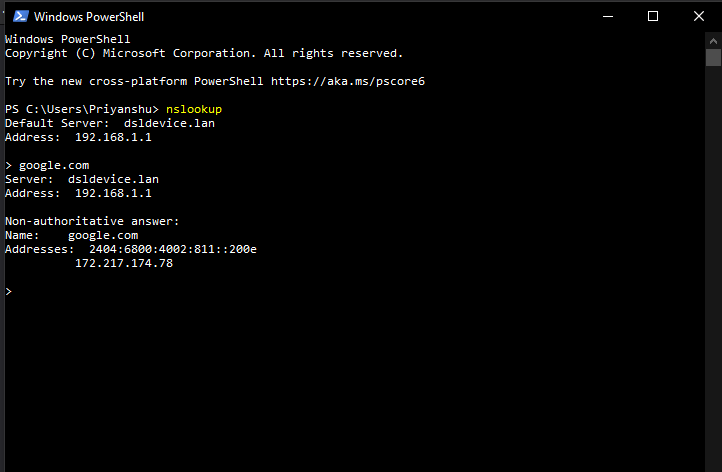 Windows PowerShell
Windows PowerShell
Copyright (C) Microsoft Corporation. All rights reserved.
Try the new cross-platform PowerShell https://aka.ms/pscore6
PS C:\Users\Priyanshu> nslookup
Default Server:  dsldevice.lan
Address:  192.168.1.1
> google.com
Server:  dsldevice.lan
Address:  192.168.1.1
Non-authoritative answer:
Name:    google.com
Addresses:  2404:6800:4002:811::200e
          172.217.174.78
>